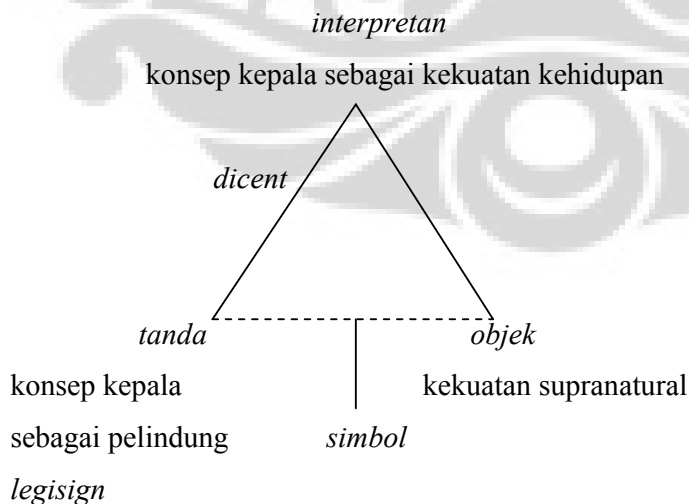 interpretan
konsep kepala sebagai kekuatan kehidupan
dicent
tanda
objek
konsep kepala
kekuatan supranatural
sebagai pelindung
simbol
legisign